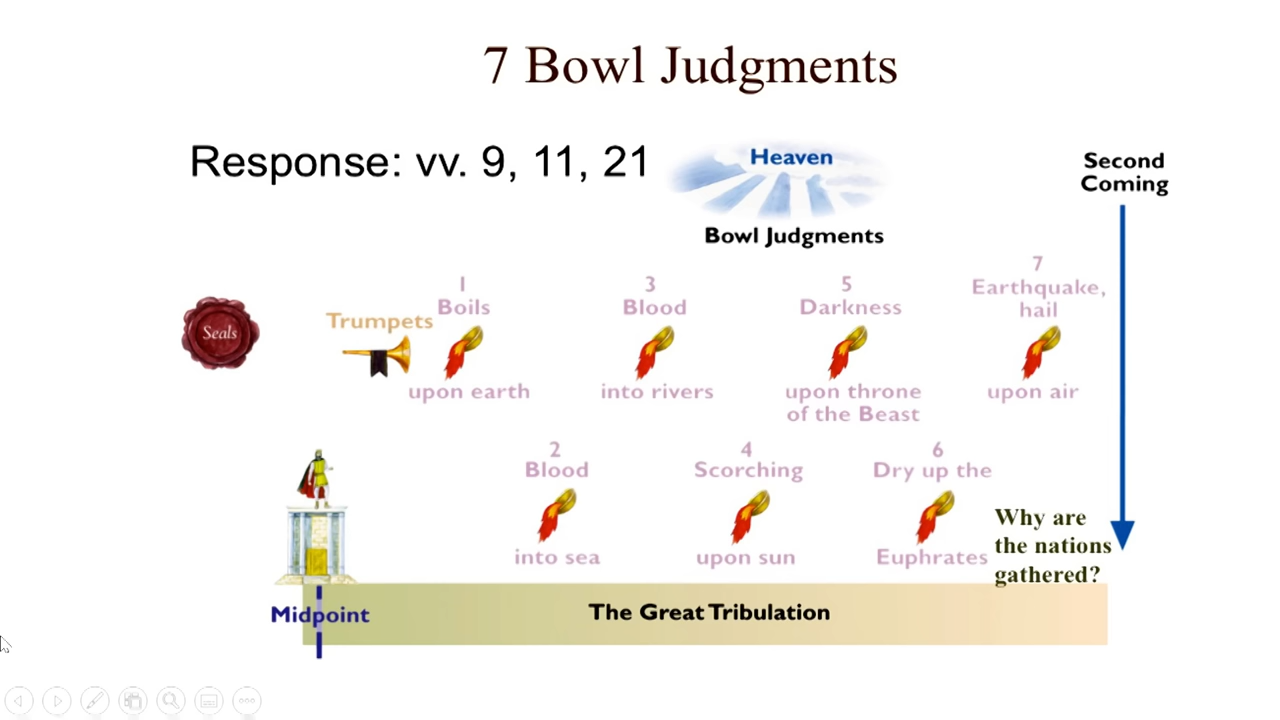 7 Bowl Judgments
Response: vv. 9, 11, 21
Heaven
Second
Coming
Bowl Judgments
Seals
Trumpets
1
Boils
upon earth
3
Blood
into rivers
5
Darkness
upon throne
of the Beast
7
Earthquake,
hail
upon air
2
Blood
into sea
4
Scorching
upon sun
6
Dry up the
Euphrates
Why are
the nations
gathered?
Midpoint
The Great Tribulation